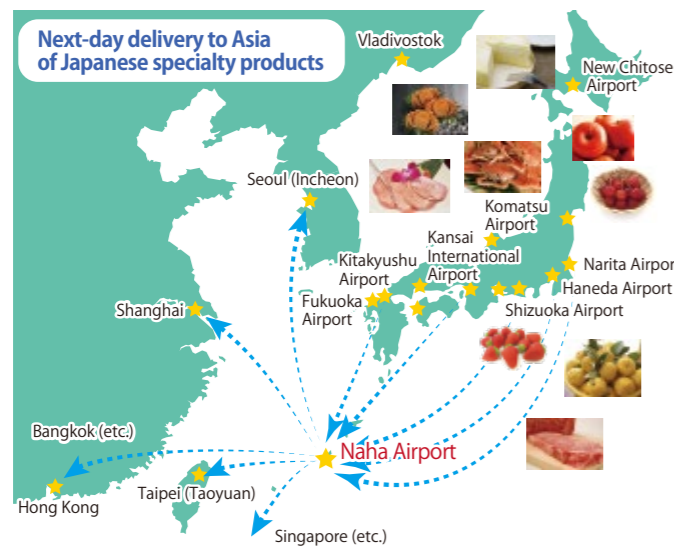 Next-day delivery to Asia
of Japanese specialty products
Vladivostok
New Chitose
Airport
Seoul (Incheon)
Komatsu
Airport
Kansai
International
Airport
Kitakyushu
Airport
Narita Airpor
Haneda Airport
Fukuoka
Airport
Shizuoka Airport
Shanghai
Naha Airport
Bangkok (etc.)
Hong Kong
Taipei (Taoyuan)
Singapore (etc.)